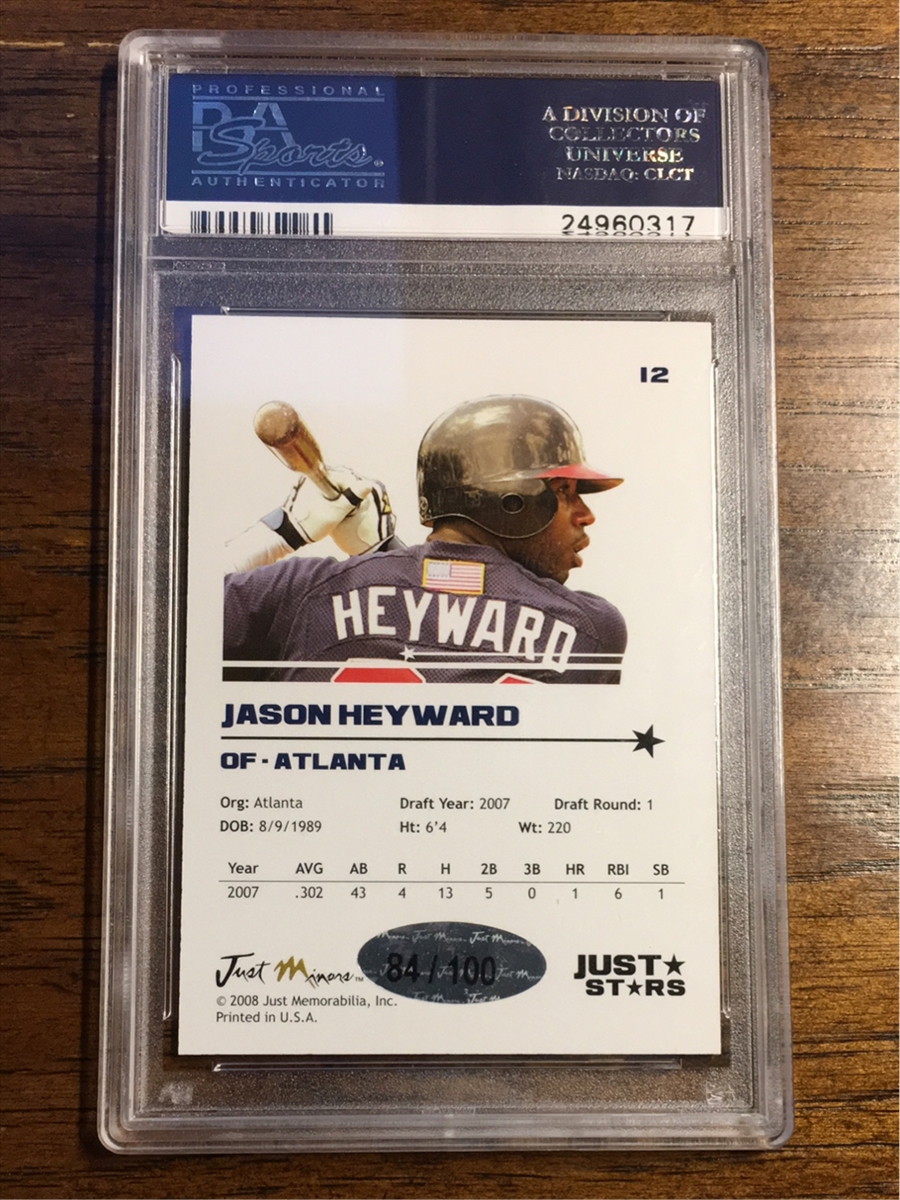 PROFESSIONAL
PSA
Sports®
AUTHENTICATOR
A DIVISION OF
COLLECTORS
UNIVERSE
NASDAQ: CLCT
24960317
12
HEYWARD
JASON HEYWARD
OF - ATLANTA
Org: Atlanta Draft Year: 2007 Draft Round: 1
DOB: 8/9/1989 Ht: 6'4 Wt: 220
Year AVG AB R H 2B 3B HR RBI SB
2007 .302 43 4 13 5 0 1 6 1
Just Minors™
84/100
JUST★
ST★RS
© 2008 Just Memorabilia, Inc.
Printed in U.S.A.